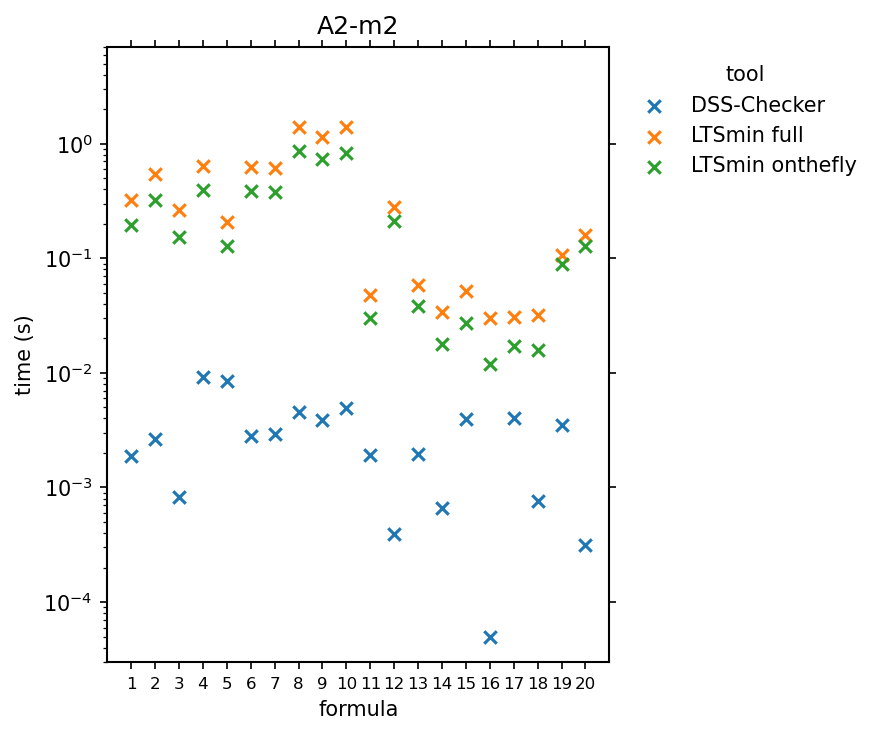 A2-m2
tool
DSS-Checker
LTSmin full
LTSmin onthefly
10⁰
10⁻¹
10⁻²
10⁻³
10⁻⁴
time (s)
1 2 3 4 5 6 7 8 9 10 11 12 13 14 15 16 17 18 19 20
formula